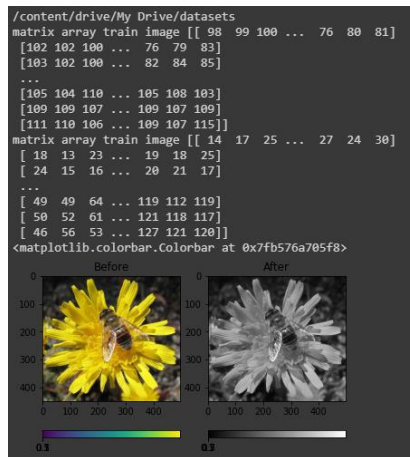 /content/drive/My Drive/datasets
matrix array train image [[ 98  99 100 ...  76  80  81]
 [102 102 100 ...  76  79  83]
 [103 102 100 ...  82  84  85]
 ...
 [105 104 110 ... 105 108 103]
 [109 109 107 ... 109 107 109]
 [111 110 106 ... 109 107 115]]
matrix array train image [[ 14  17  25 ...  27  24  30]
 [ 18  13  23 ...  19  18  25]
 [ 24  15  16 ...  20  21  17]
 ...
 [ 49  49  64 ... 119 112 119]
 [ 50  52  61 ... 121 118 117]
 [ 46  56  53 ... 127 121 120]]
<matplotlib.colorbar.Colorbar at 0x7fb576a705f8>
Before After
0 0
100 100
200 200
300 300
400 400
0 100 200 300 400 0 100 200 300 400